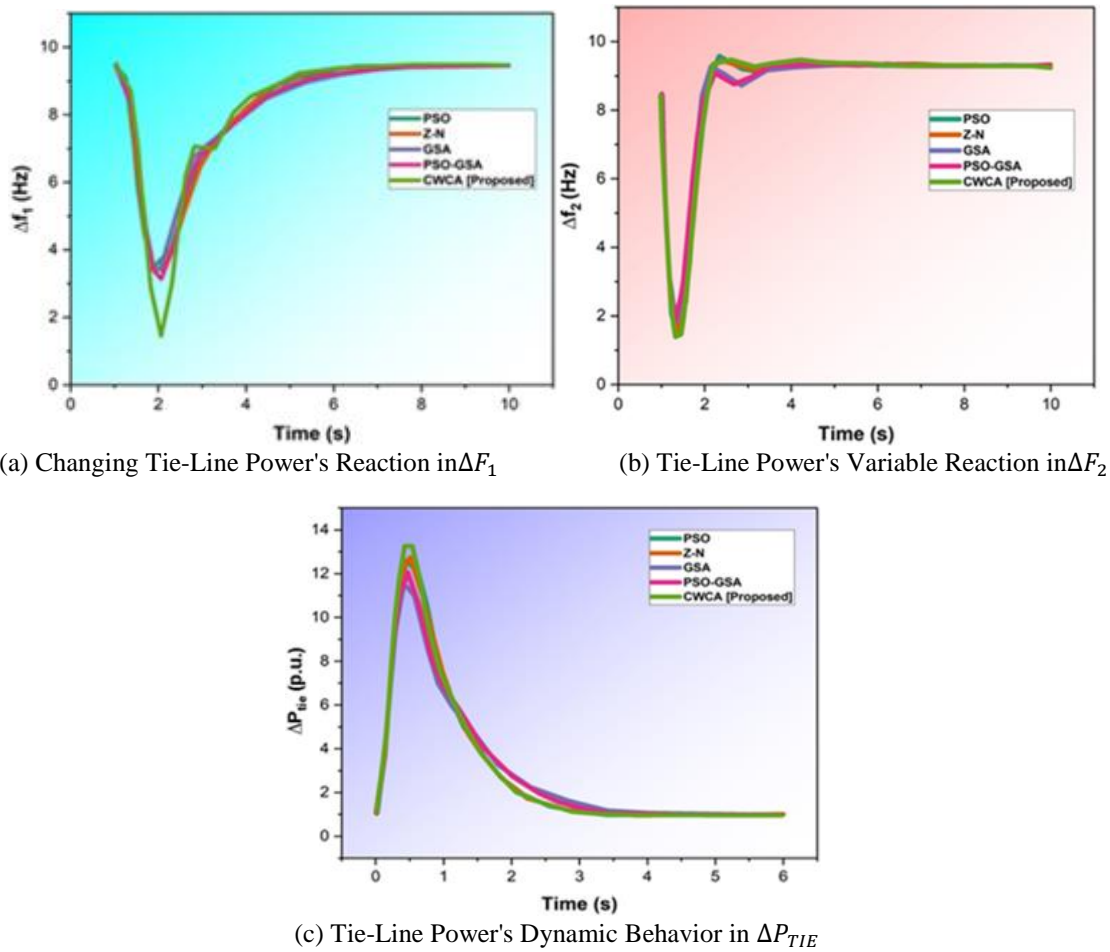 10
8
6
4
2
0
Δf₁ (Hz)
PSO
Z-N
GSA
PSO-GSA
CWCA [Proposed]
0 2 4 6 8 10
Time (s)
(a) Changing Tie-Line Power's Reaction inΔF₁
10
8
6
4
2
0
Δf₂ (Hz)
PSO
Z-N
GSA
PSO-GSA
CWCA [Proposed]
0 2 4 6 8 10
Time (s)
(b) Tie-Line Power's Variable Reaction inΔF₂
14
12
10
8
6
4
2
0
ΔPtie (p.u.)
PSO
Z-N
GSA
PSO-GSA
CWCA [Proposed]
0 1 2 3 4 5 6
Time (s)
(c) Tie-Line Power's Dynamic Behavior in ΔP_TIE